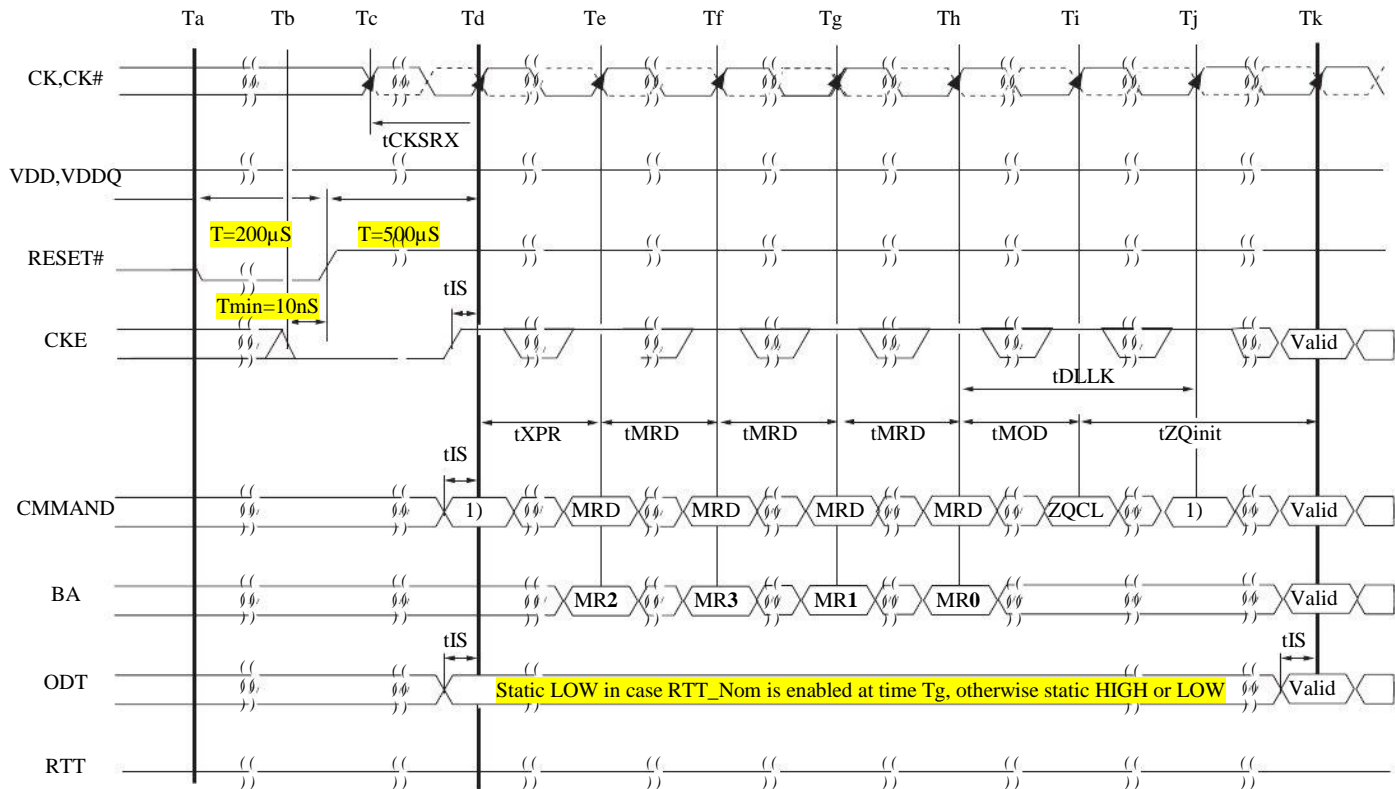 Ta Tb Tc Td Te Tf Tg Th Ti Tj Tk
CK,CK#
tCKSRX
VDD,VDDQ
T=200µS T=500µS
RESET#
Tmin=10nS tIS
CKE Valid
tDLLK
tXPR tMRD tMRD tMRD tMOD tZQinit
tIS
CMMAND 1) MRD MRD MRD MRD ZQCL 1) Valid
BA MR2 MR3 MR1 MR0 Valid
tIS tIS
ODT Static LOW in case RTT_Nom is enabled at time Tg, otherwise static HIGH or LOW Valid
RTT